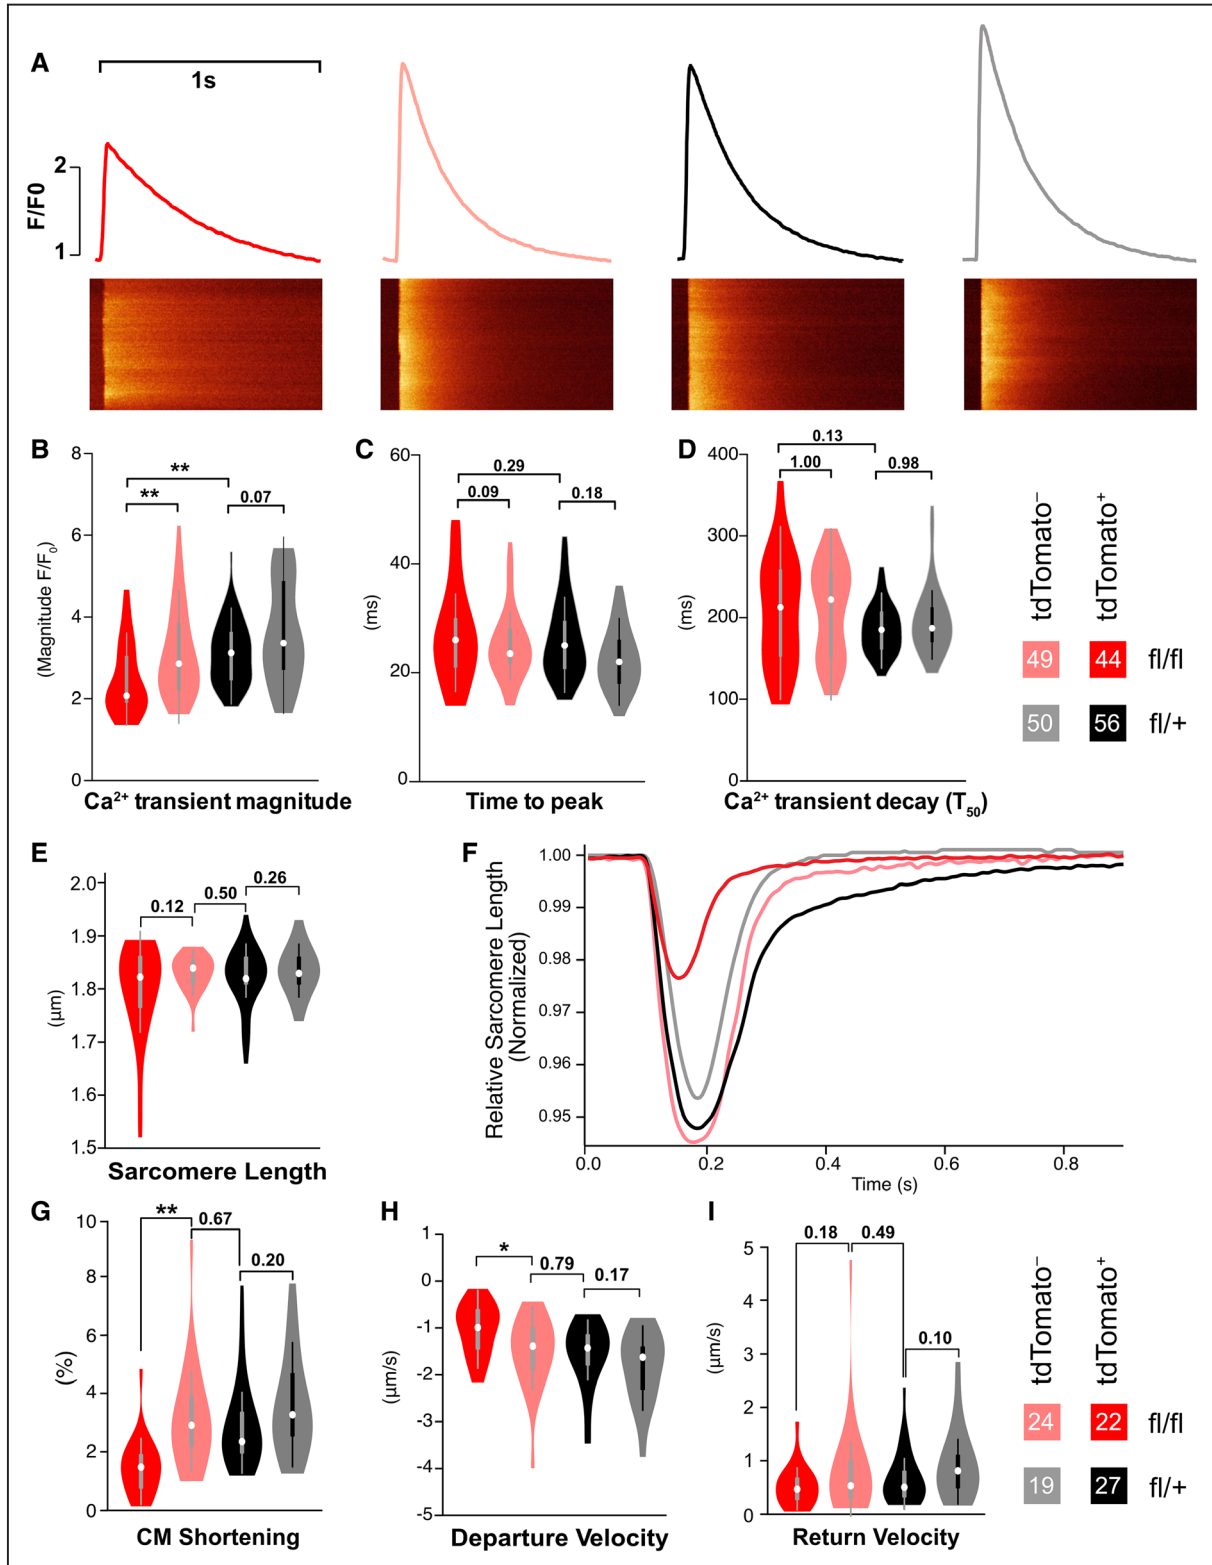 A
1s
2
1
F/F0
B
8
6
4
2
0
(Magnitude F/F₀)
**
**
0.07
Ca²⁺ transient magnitude
C
60
40
20
0
(ms)
0.29
0.09
0.18
Time to peak
D
400
300
200
100
0
(ms)
0.13
1.00
0.98
Ca²⁺ transient decay (T₅₀)
tdTomato⁻
tdTomato⁺
49 44 fl/fl
50 56 fl/+
E
2.0
1.9
1.8
1.7
1.6
1.5
(µm)
0.12
0.50
0.26
Sarcomere Length
F
1.00
0.99
0.98
0.97
0.96
0.95
Relative Sarcomere Length
(Normalized)
0.0 0.2 0.4 0.6 0.8
Time (s)
G
10
8
6
4
2
0
(%)
**
0.67
0.20
CM Shortening
H
1
0
-1
-2
-3
-4
-5
(µm/s)
*
0.79
0.17
Departure Velocity
I
5
4
3
2
1
0
(µm/s)
0.18
0.49
0.10
Return Velocity
tdTomato⁻
tdTomato⁺
24 22 fl/fl
19 27 fl/+